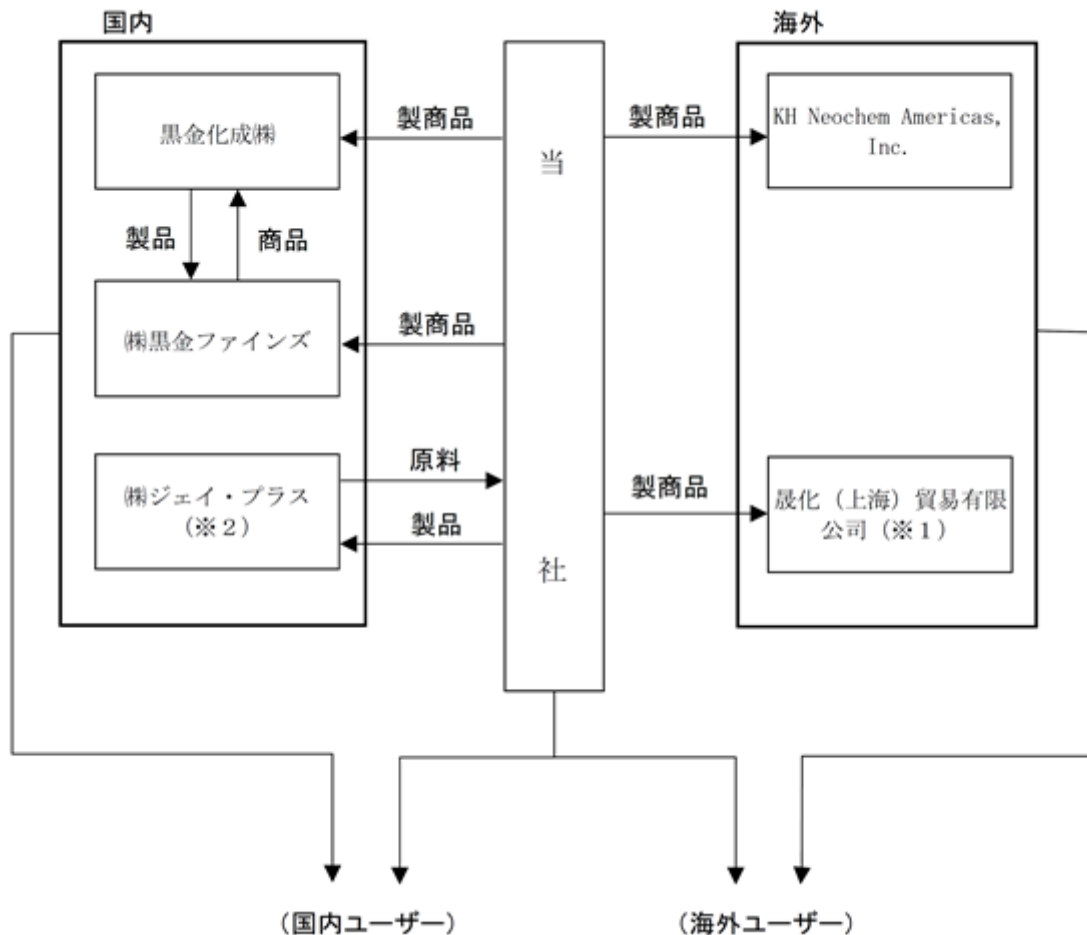 国内
海外
黒金化成㈱
製商品
当
製商品
KH Neochem Americas,
Inc.
製品
商品
㈱黒金ファインズ
製商品
㈱ジェイ・プラス
(※２)
原料
製品
社
製商品
晟化（上海）貿易有限
公司（※１）
(国内ユーザー)
(海外ユーザー)